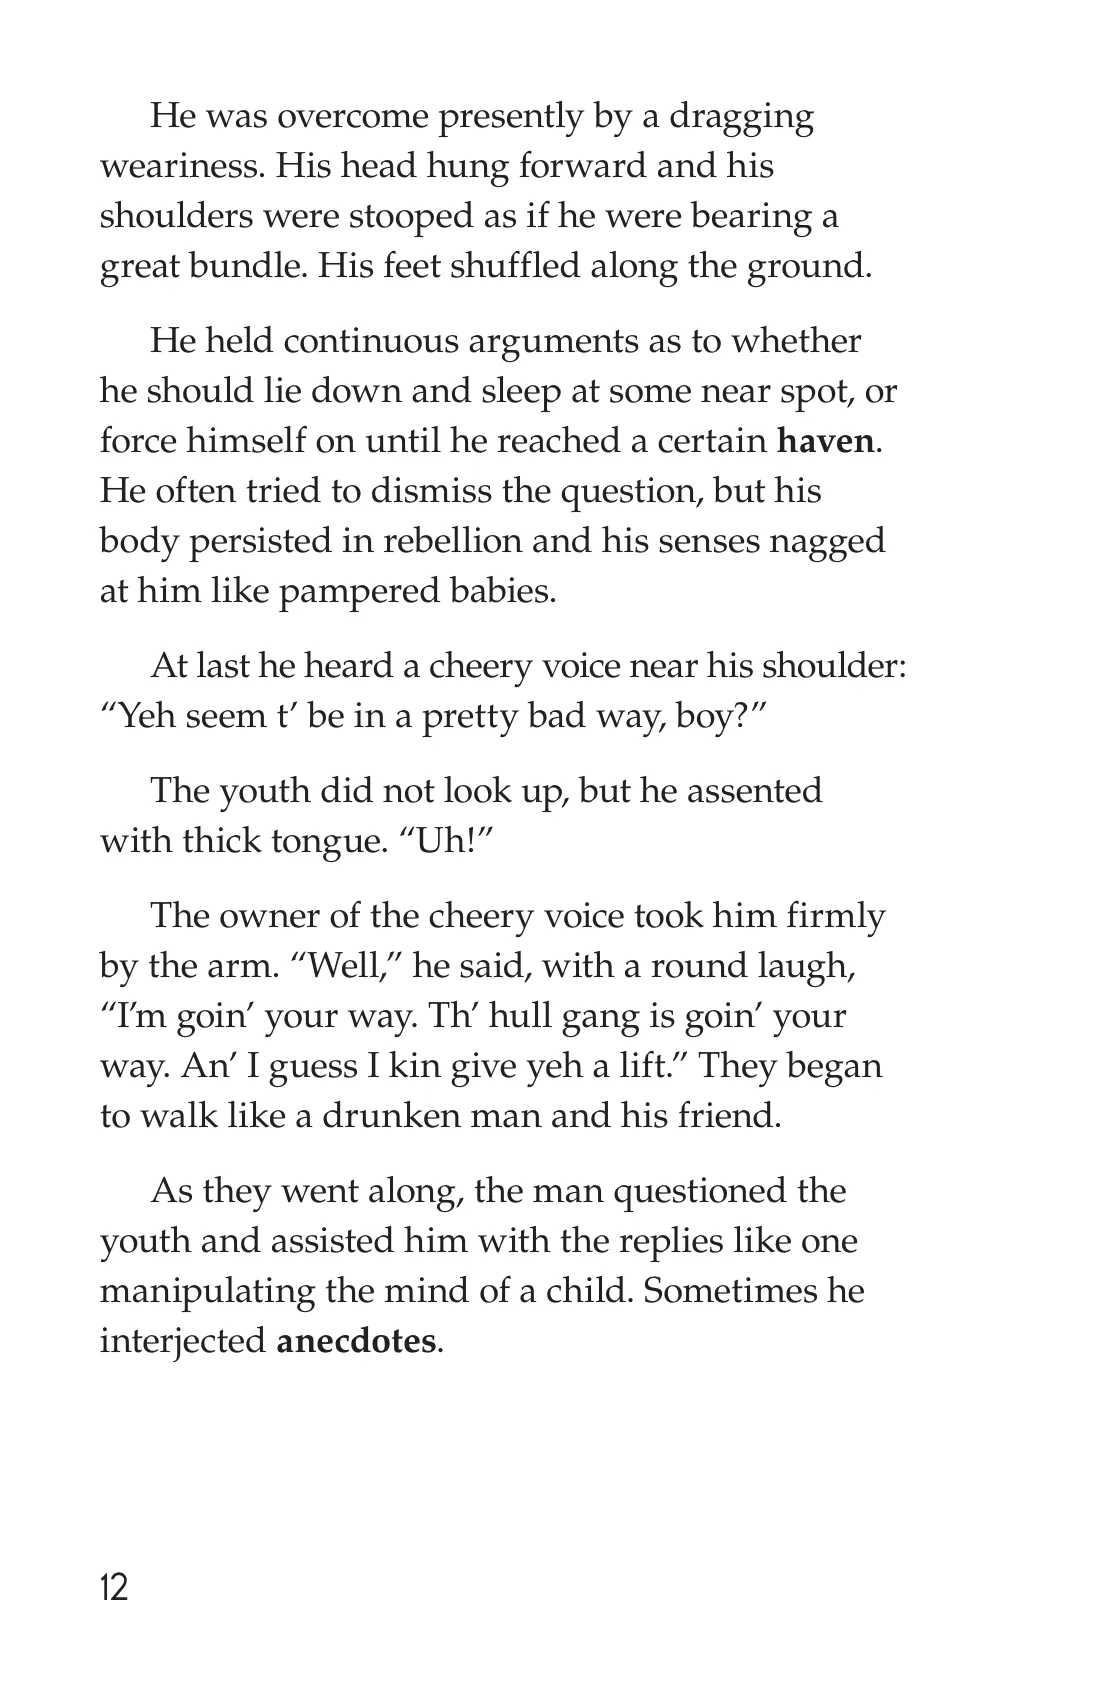 He was overcome presently by a dragging
weariness. His head hung forward and his
shoulders were stooped as if he were bearing a
great bundle. His feet shuffled along the ground.
He held continuous arguments as to whether
he should lie down and sleep at some near spot, or
force himself on until he reached a certain haven.
He often tried to dismiss the question, but his
body persisted in rebellion and his senses nagged
at him like pampered babies.
At last he heard a cheery voice near his shoulder:
“Yeh seem t’ be in a pretty bad way, boy?”
The youth did not look up, but he assented
with thick tongue. “Uh!”
The owner of the cheery voice took him firmly
by the arm. “Well,” he said, with a round laugh,
“I’m goin’ your way. Th’ hull gang is goin’ your
way. An’ I guess I kin give yeh a lift.” They began
to walk like a drunken man and his friend.
As they went along, the man questioned the
youth and assisted him with the replies like one
manipulating the mind of a child. Sometimes he
interjected anecdotes.
12